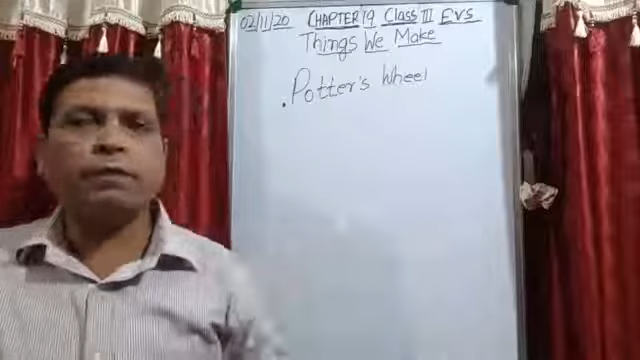 02/11/20 CHAPTER 19 Class III EVS
Things We Make
. Potter's Wheel